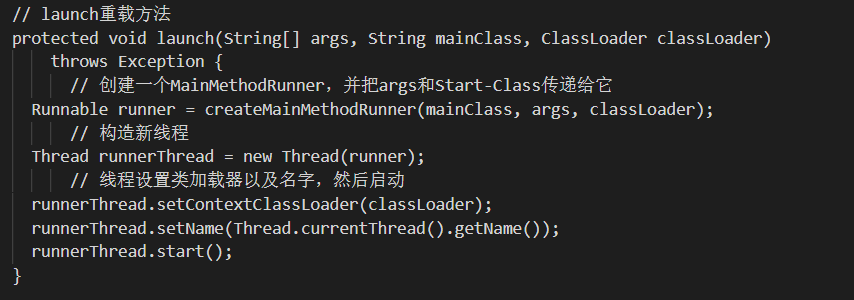 // launch重载方法
protected void launch(String[] args, String mainClass, ClassLoader classLoader)
throws Exception {
// 创建一个MainMethodRunner，并把args和Start-Class传递给它
Runnable runner = createMainMethodRunner(mainClass, args, classLoader);
// 构造新线程
Thread runnerThread = new Thread(runner);
// 线程设置类加载器以及名字，然后启动
runnerThread.setContextClassLoader(classLoader);
runnerThread.setName(Thread.currentThread().getName());
runnerThread.start();
}